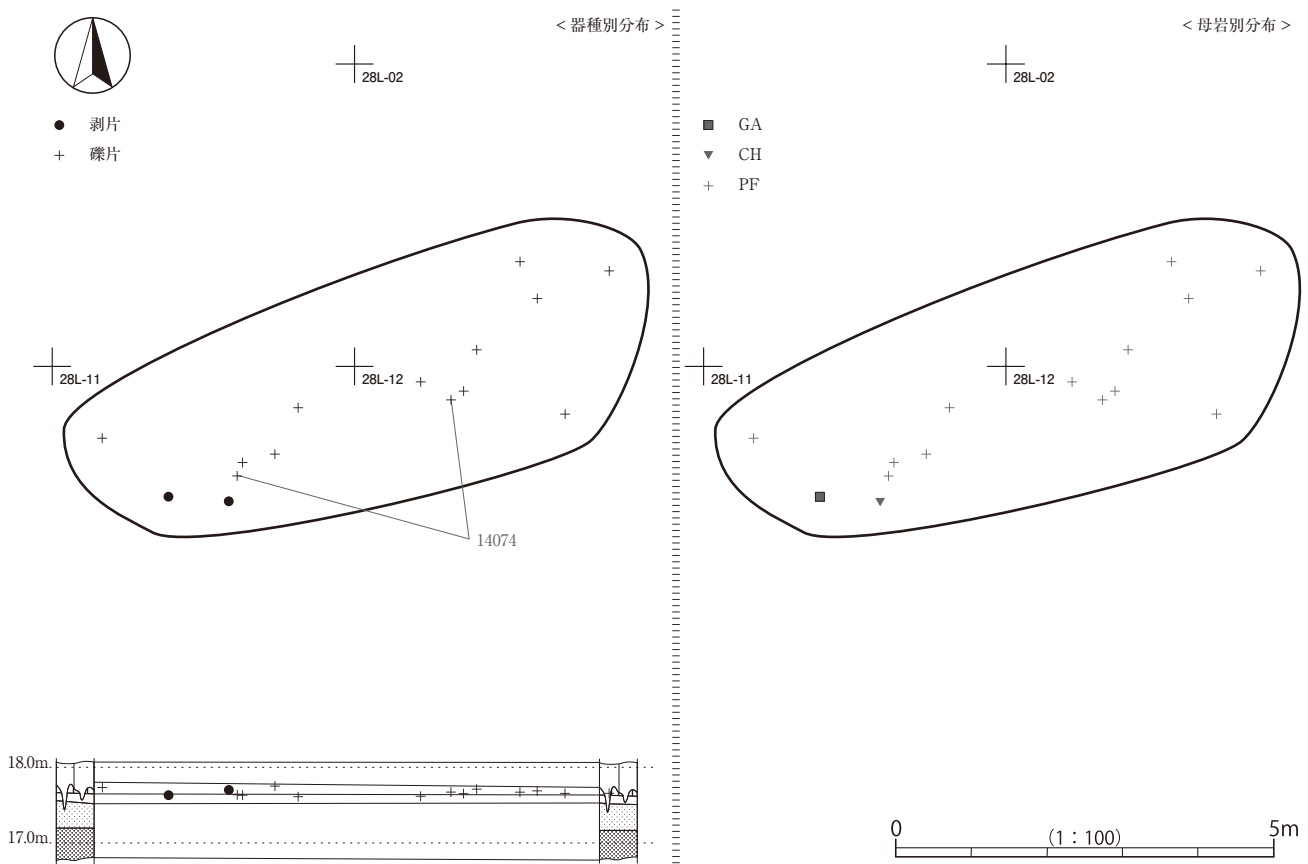 < 器種別分布 >
28L-02
剥片
礫片
28L-11
28L-12
14074
18.0m
17.0m
< 母岩別分布 >
28L-02
GA
CH
PF
28L-11
28L-12
0
(1：100)
5m